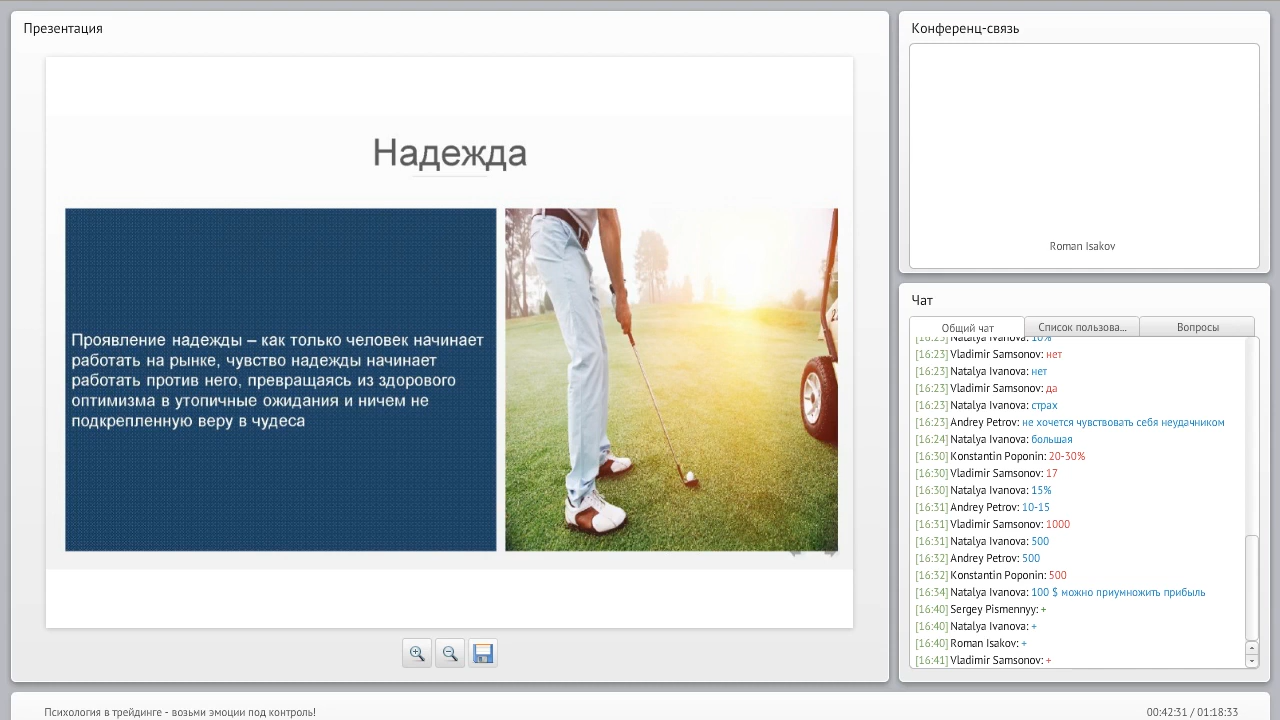 Презентация
Надежда
Проявление надежды – как только человек начинает
работать на рынке, чувство надежды начинает
работать против него, превращаясь из здорового
оптимизма в утопичные ожидания и ничем не
подкрепленную веру в чудеса
Конференц-связь
Roman Isakov
Чат
Общий чат
Список пользова...
Вопросы
[16:23] Natalya Ivanova: 10%
[16:23] Vladimir Samsonov: нет
[16:23] Natalya Ivanova: нет
[16:23] Vladimir Samsonov: да
[16:23] Natalya Ivanova: страх
[16:23] Andrey Petrov: не хочется чувствовать себя неудачником
[16:24] Natalya Ivanova: большая
[16:30] Konstantin Poponin: 20-30%
[16:30] Vladimir Samsonov: 17
[16:30] Natalya Ivanova: 15%
[16:31] Andrey Petrov: 10-15
[16:31] Vladimir Samsonov: 1000
[16:31] Natalya Ivanova: 500
[16:32] Andrey Petrov: 500
[16:32] Konstantin Poponin: 500
[16:34] Natalya Ivanova: 100 $ можно приумножить прибыль
[16:40] Sergey Pismennyy: +
[16:40] Natalya Ivanova: +
[16:40] Roman Isakov: +
[16:41] Vladimir Samsonov: +
Психология в трейдинге - возьми эмоции под контроль!
00:42:31 / 01:18:33